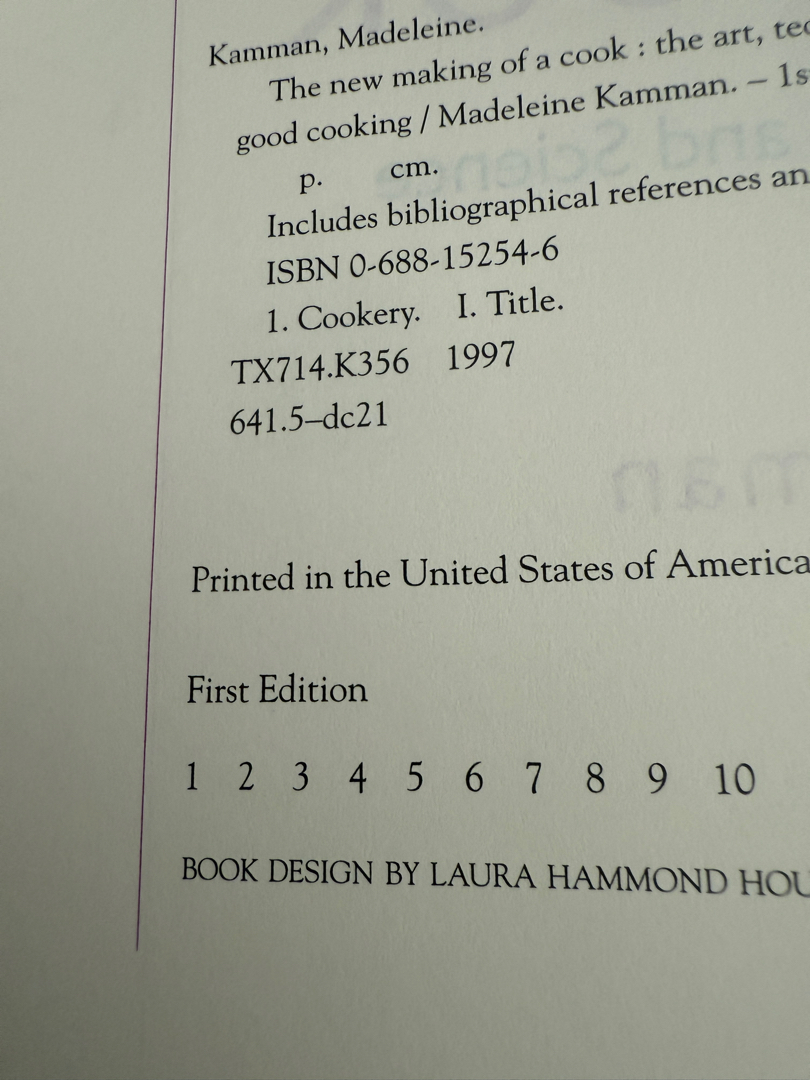 Kamman, Madeleine.
The new making of a cook : the art, tec
good cooking / Madeleine Kamman. – 1s
p. cm.
Includes bibliographical references an
ISBN 0-688-15254-6
1. Cookery. I. Title.
TX714.K356 1997
641.5–dc21
Printed in the United States of America
First Edition
1 2 3 4 5 6 7 8 9 10
BOOK DESIGN BY LAURA HAMMOND HOU